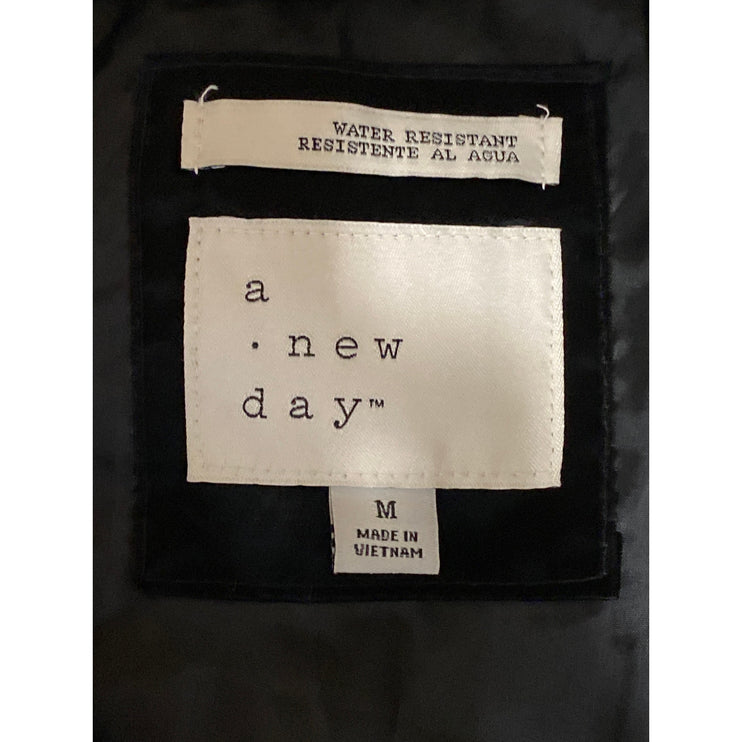 WATER RESISTANT
RESISTENTE AL AGUA
a
· new
day™
M
MADE IN
VIETNAM